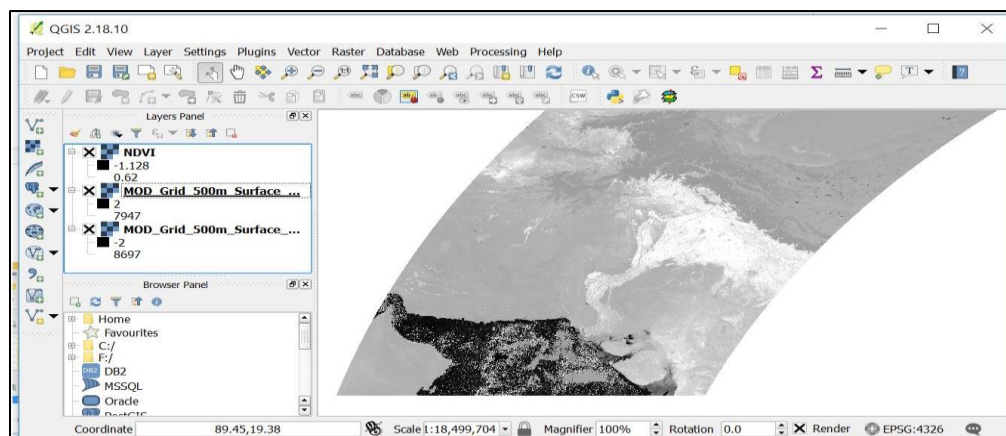 QGIS 2.18.10
Project Edit View Layer Settings Plugins Vector Raster Database Web Processing Help
Layers Panel
NDVI
-1.128
0.62
MOD_Grid_500m_Surface_...
2
7947
MOD_Grid_500m_Surface_...
-2
8697
Browser Panel
Home
Favourites
C:/
F:/
DB2
MSSQL
Oracle
PostGIS
Coordinate 89.45,19.38 Scale 1:18,499,704 Magnifier 100% Rotation 0.0 Render EPSG:4326